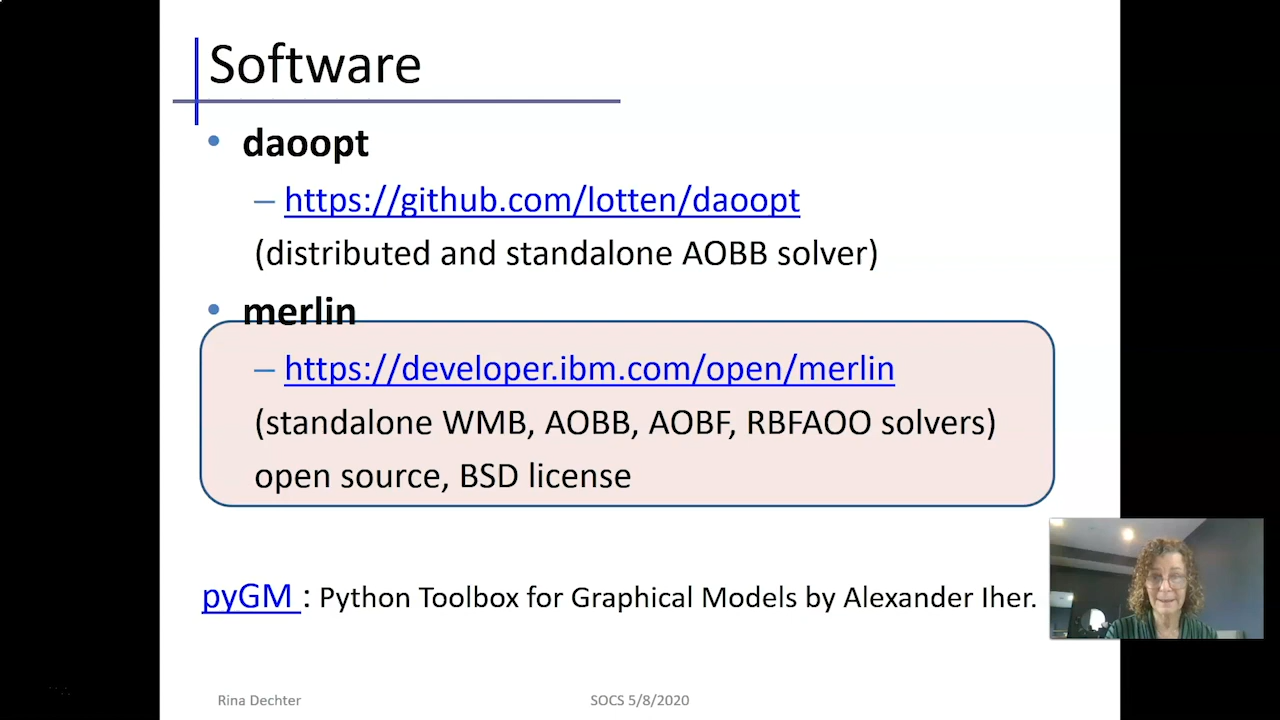 Software
• daoopt
– https://github.com/lotten/daoopt
(distributed and standalone AOBB solver)
• merlin
– https://developer.ibm.com/open/merlin
(standalone WMB, AOBB, AOBF, RBFAOO solvers)
open source, BSD license
pyGM : Python Toolbox for Graphical Models by Alexander Iher.
Rina Dechter
SOCS 5/8/2020